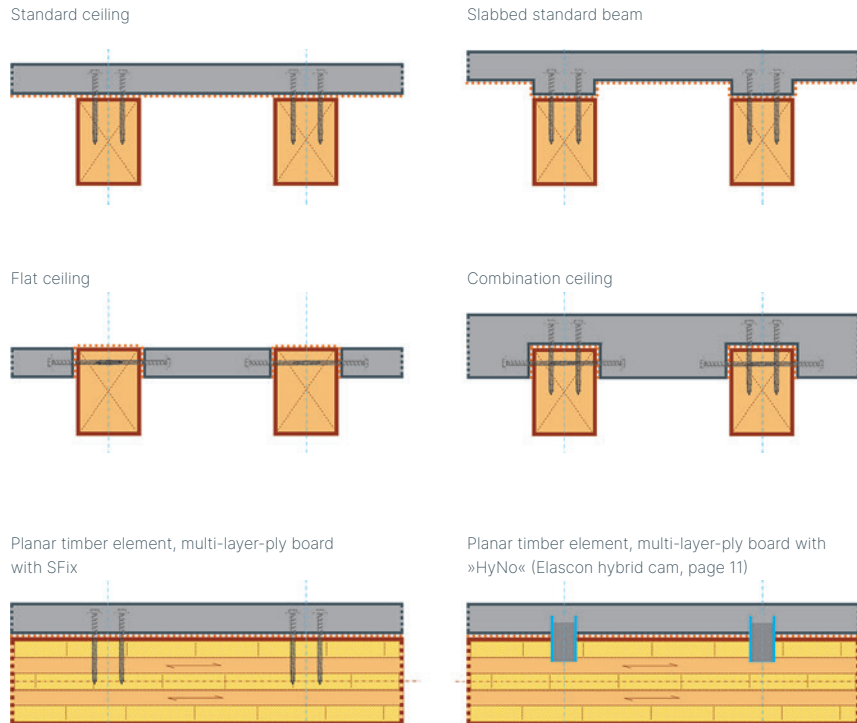 Standard ceiling
Slabbed standard beam
Flat ceiling
Combination ceiling
Planar timber element, multi-layer-ply board
with SFix
Planar timber element, multi-layer-ply board with
»HyNo« (Elascon hybrid cam, page 11)